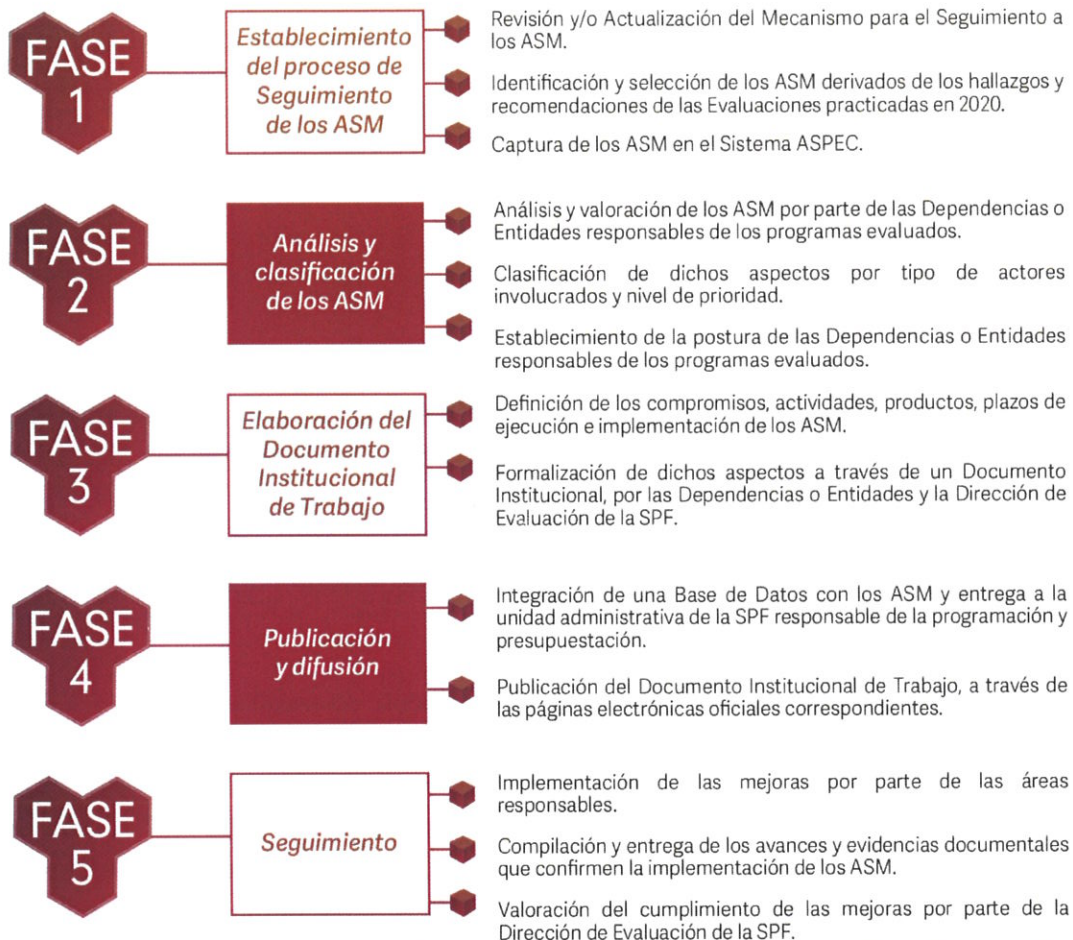 FASE
1
Establecimiento
del proceso de
Seguimiento
de los ASM
Revisión y/o Actualización del Mecanismo para el Seguimiento a
los ASM.
Identificación y selección de los ASM derivados de los hallazgos y
recomendaciones de las Evaluaciones practicadas en 2020.
Captura de los ASM en el Sistema ASPEC.
FASE
2
Análisis y
clasificación
de los ASM
Análisis y valoración de los ASM por parte de las Dependencias o
Entidades responsables de los programas evaluados.
Clasificación de dichos aspectos por tipo de actores
involucrados y nivel de prioridad.
Establecimiento de la postura de las Dependencias o Entidades
responsables de los programas evaluados.
FASE
3
Elaboración del
Documento
Institucional
de Trabajo
Definición de los compromisos, actividades, productos, plazos de
ejecución e implementación de los ASM.
Formalización de dichos aspectos a través de un Documento
Institucional, por las Dependencias o Entidades y la Dirección de
Evaluación de la SPF.
FASE
4
Publicación
y difusión
Integración de una Base de Datos con los ASM y entrega a la
unidad administrativa de la SPF responsable de la programación y
presupuestación.
Publicación del Documento Institucional de Trabajo, a través de
las páginas electrónicas oficiales correspondientes.
FASE
5
Seguimiento
Implementación de las mejoras por parte de las áreas
responsables.
Compilación y entrega de los avances y evidencias documentales
que confirmen la implementación de los ASM.
Valoración del cumplimiento de las mejoras por parte de la
Dirección de Evaluación de la SPF.